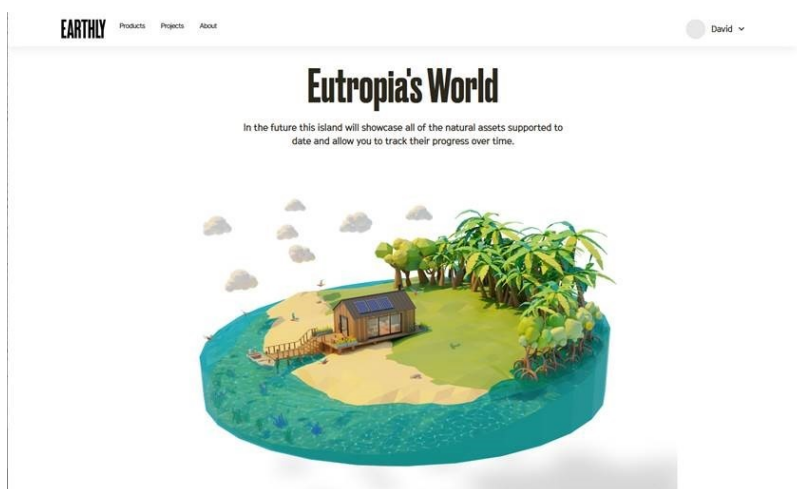 EARTHLY Products Projects About David
Eutropia's World
In the future this island will showcase all of the natural assets supported to
date and allow you to track their progress over time.